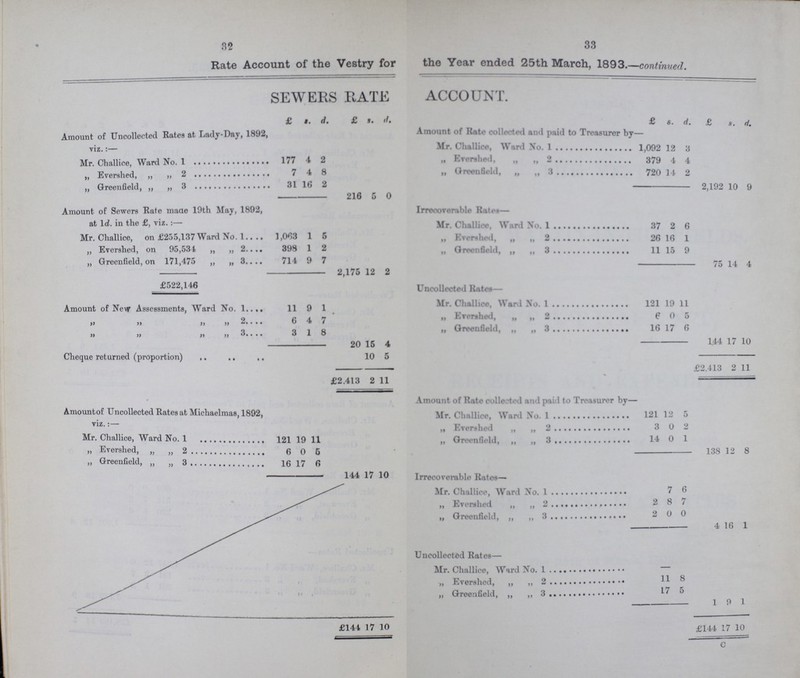 32
Rate Account of the Vestry for
SEWERS RATE
£ s. d. £ s. d.
Amount of Uncollected Rates at Lady-Day, 1892,
viz. :—
Mr. Challice, Ward No. 1 ................ 177 4 2
„ Evershed, „ „ 2 ................ 7 4 8
„ Greenfield, „ „ 3 ................ 31 16 2
216 5 0
Amount of Sewers Rate made 19th May, 1892,
at 1d. in the £, viz. :—
Mr. Challice, on £255,137 Ward No. 1.... 1,063 1 5
„ Evershed, on 95,534 „ „ 2.... 398 1 2
„ Greenfield, on 171,475 „ „ 3.... 714 9 7
2,175 12 2
£522,146
Amount of New Assessments, Ward No. 1.... 11 9 1
„ „ „ „ 2.... 6 4 7
„ „ „ „ 3.... 3 1 8
20 15 4
Cheque returned (proportion) .. .. .. 10 5
£2,413 2 11
Amount of Uncollected Rates at Michaelmas, 1892,
viz. :—
Mr. Challice, Ward No. 1 .............. 121 19 11
„ Evershed, „ „ 2 .............. 6 0 5
„ Greenfield, „ „ 3 .............. 16 17 6
144 17 10
£144 17 10
33
the Year ended 25th March, 1893.—continued.
ACCOUNT.
£ s. d. £ s. d.
Amount of Rate collected and paid to Treasurer by—
Mr. Challice, Ward No. 1 ................ 1,092 12 3
„ Evershed, „ „ 2 ................ 379 4 4
„ Greenfield, „ „ 3 ................ 720 14 2
2,192 10 9
Irrecoverable Rates—
Mr. Challice, Ward No. 1 ................ 37 2 6
„ Evershed, „ „ 2 ................ 26 16 1
„ Greenfield, „ „ 3 ................ 11 15 9
75 14 4
Uncollected Rates—
Mr. Challice, Ward No. 1 ................ 121 19 11
„ Evershed, „ „ 2 ................ 6 0 5
„ Greenfield, „ „ 3 ................ 16 17 6
144 17 10
£2,413 2 11
Amount of Rate collected and paid to Treasurer by—
Mr. Challice, Ward No. 1 ................ 121 12 5
„ Evershed „ „ 2 ................ 3 0 2
„ Greenfield, „ „ 3 ................ 14 0 1
138 12 8
Irrecoverable Rates—
Mr. Challice, Ward No. 1 ................ 7 6
„ Evershed „ „ 2 ................ 2 8 7
„ Greenfield, „ „ 3 ................ 2 0 0
4 16 1
Uncollected Rates—
Mr. Challice, Ward No. 1 ................ —
„ Evershed, „ „ 2 ................ 11 8
„ Greenfield, „ „ 3 ................ 17 5
1 9 1
£144 17 10
C